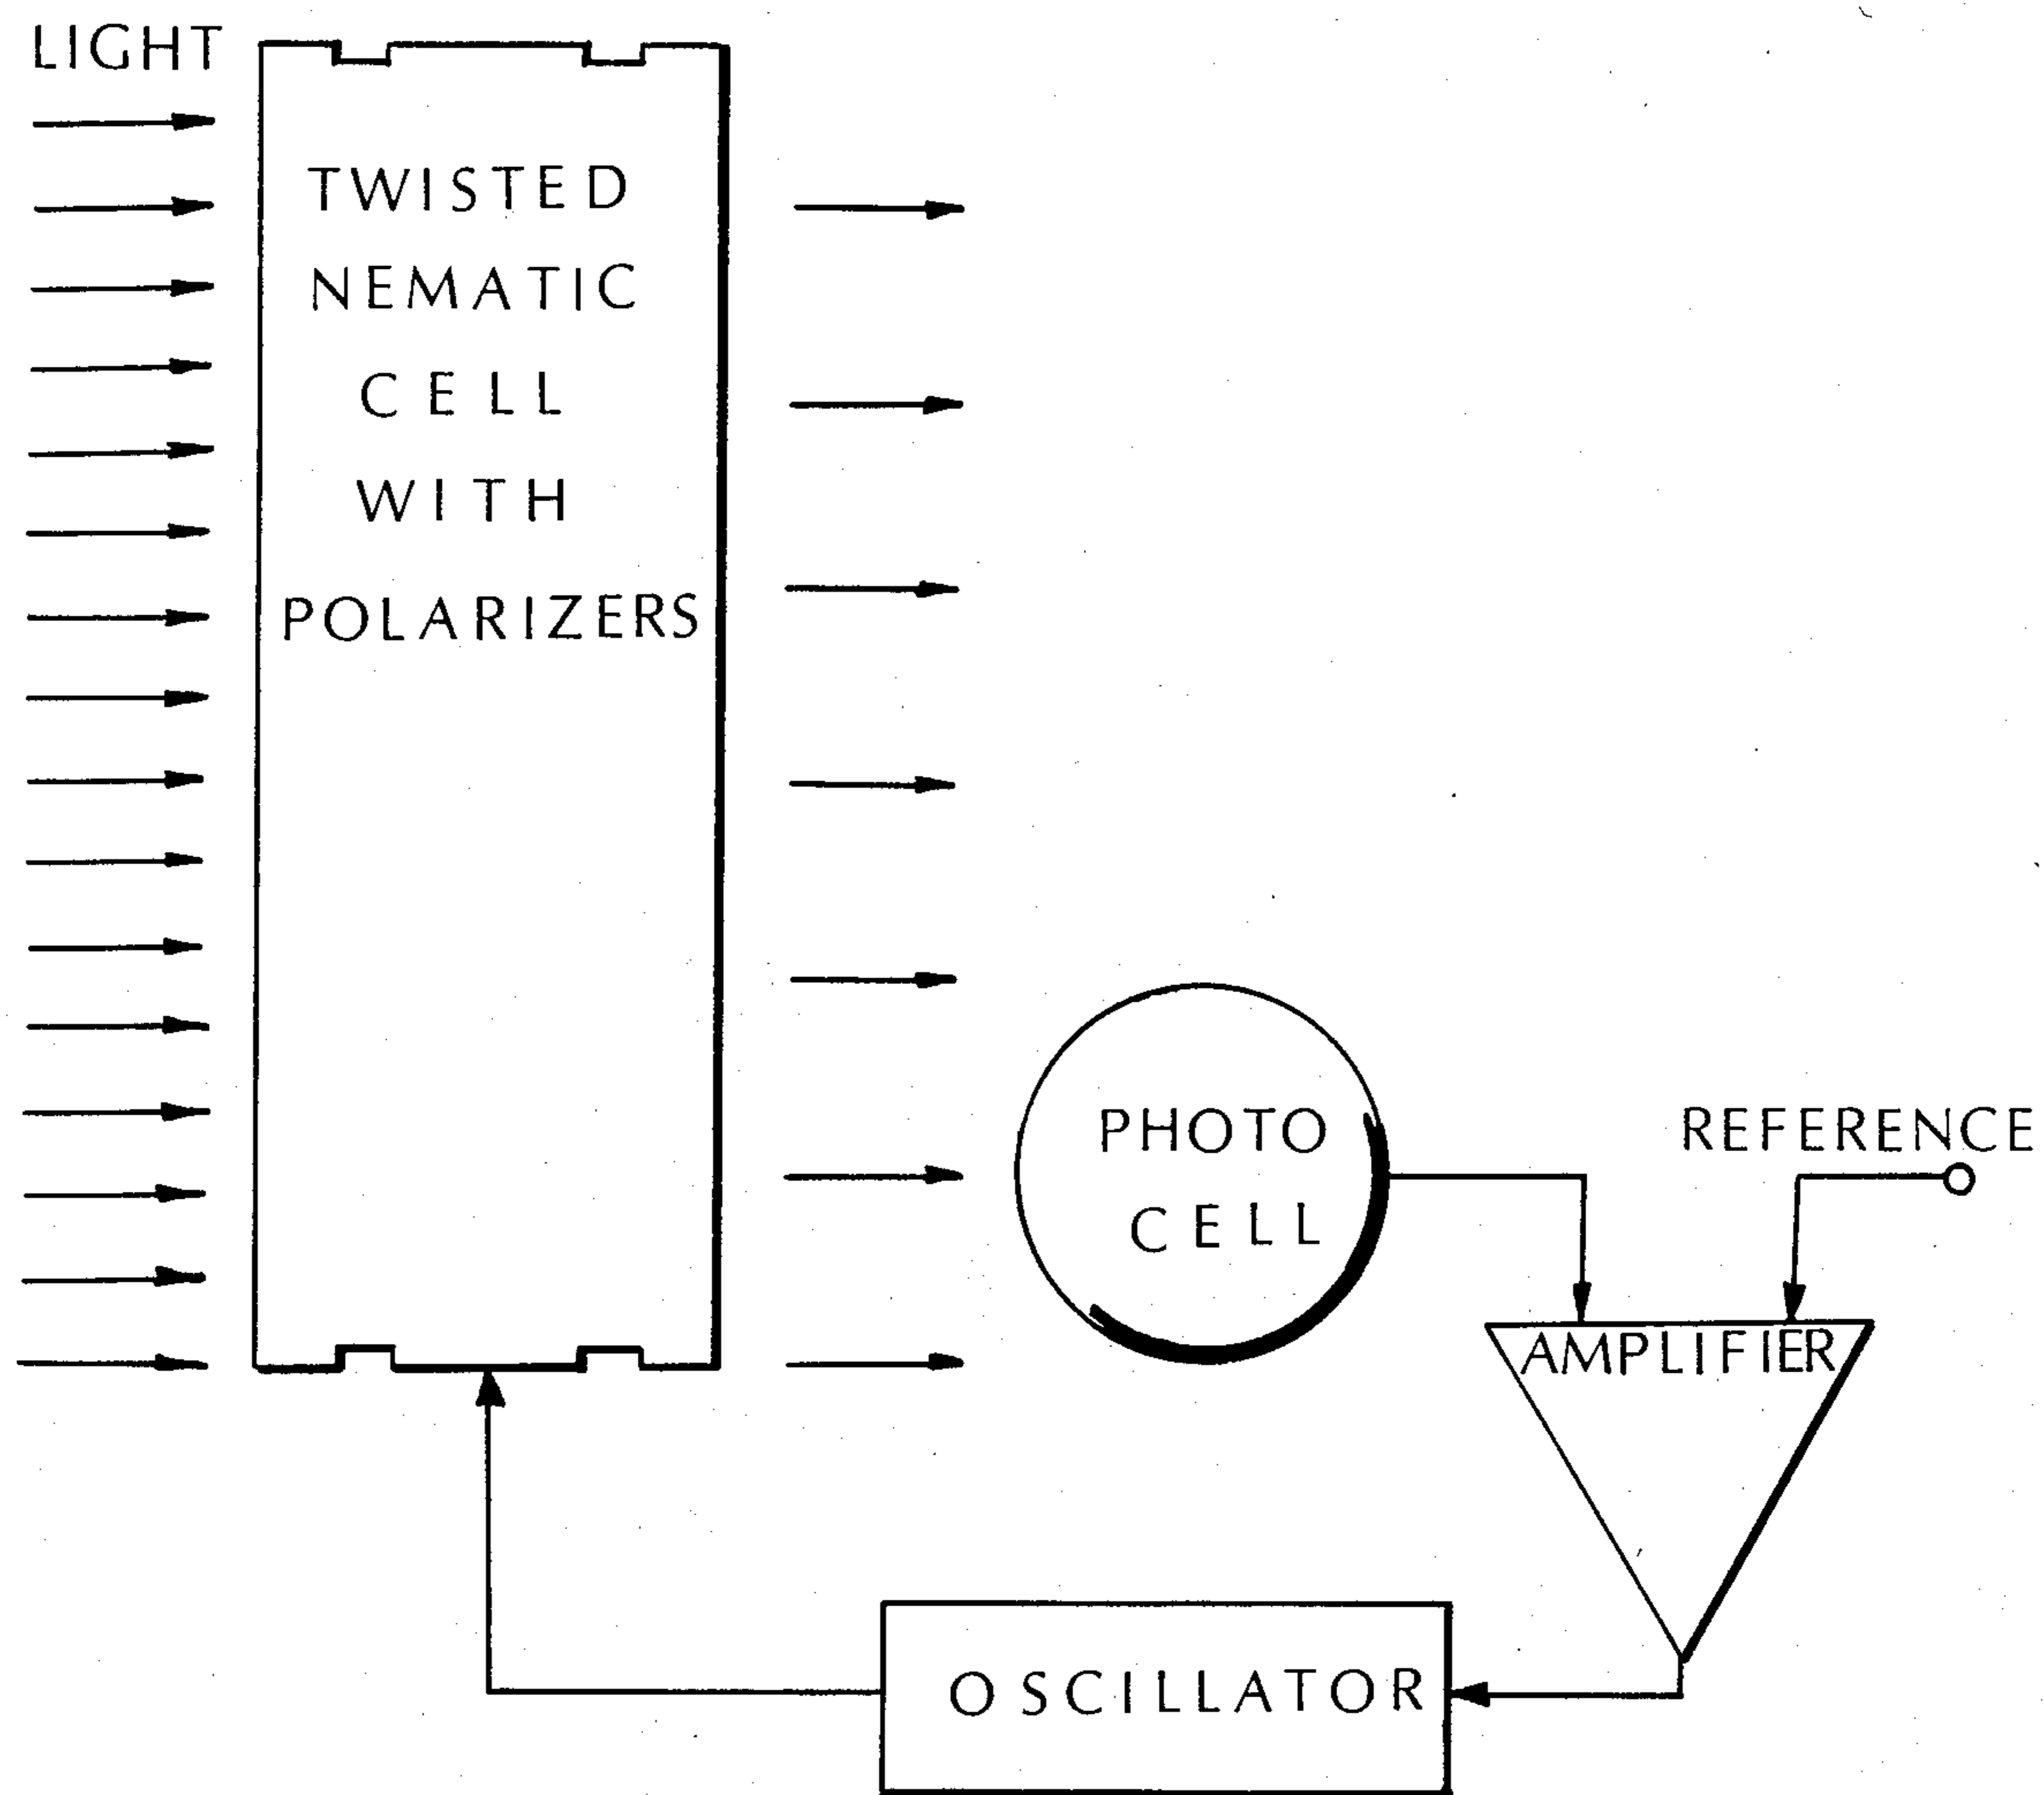 LIGHT
TWISTED
NEMATIC
CELL
WITH
POLARIZERS
PHOTO
CELL
REFERENCE
AMPLIFIER
OSCILLATOR